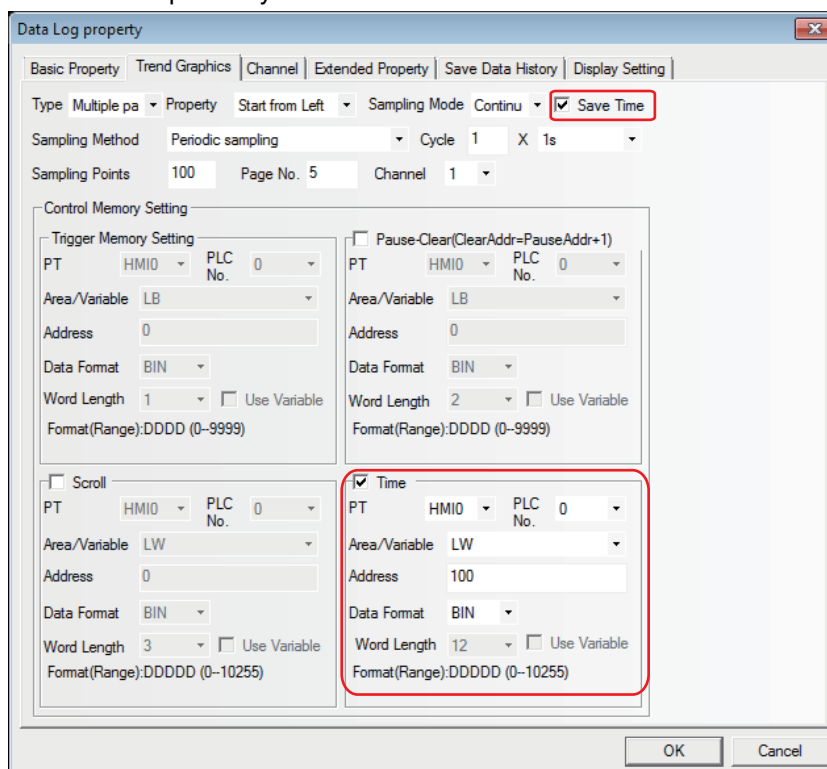 Data Log property
Basic Property Trend Graphics Channel Extended Property Save Data History Display Setting
Type Multiple pa Property Start from Left Sampling Mode Continu Save Time
Sampling Method Periodic sampling Cycle 1 X 1s
Sampling Points 100 Page No. 5 Channel 1
Control Memory Setting
Trigger Memory Setting
PT HMI0 PLC No. 0
Area/Variable LB
Address 0
Data Format BIN
Word Length 1 Use Variable
Format(Range):DDDD (0--9999)
Pause-Clear(ClearAddr=PauseAddr+1)
PT HMI0 PLC No. 0
Area/Variable LB
Address 0
Data Format BIN
Word Length 2 Use Variable
Format(Range):DDDD (0--9999)
Scroll
PT HMI0 PLC No. 0
Area/Variable LW
Address 0
Data Format BIN
Word Length 3 Use Variable
Format(Range):DDDDD (0--10255)
Time
PT HMI0 PLC No. 0
Area/Variable LW
Address 100
Data Format BIN
Word Length 12 Use Variable
Format(Range):DDDDD (0--10255)
OK Cancel